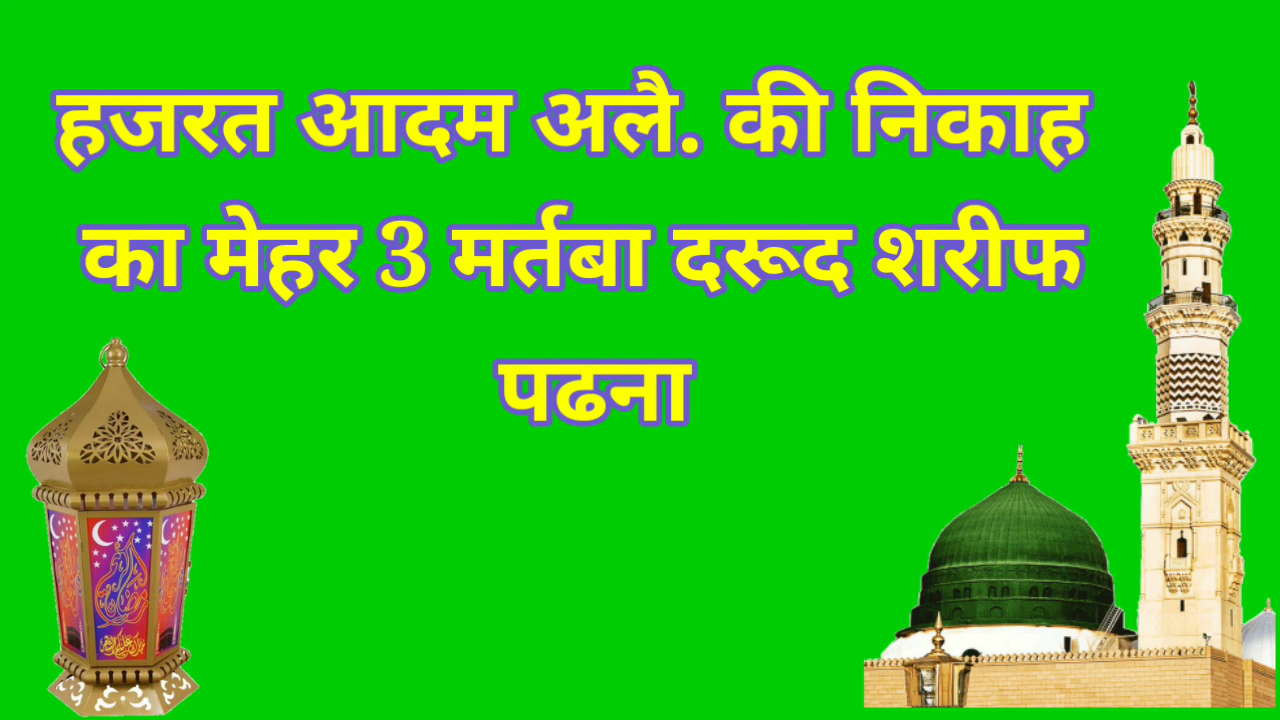 हजरत आदम अलै. की निकाह
का मेहर 3 मर्तबा दरूद शरीफ
पढना